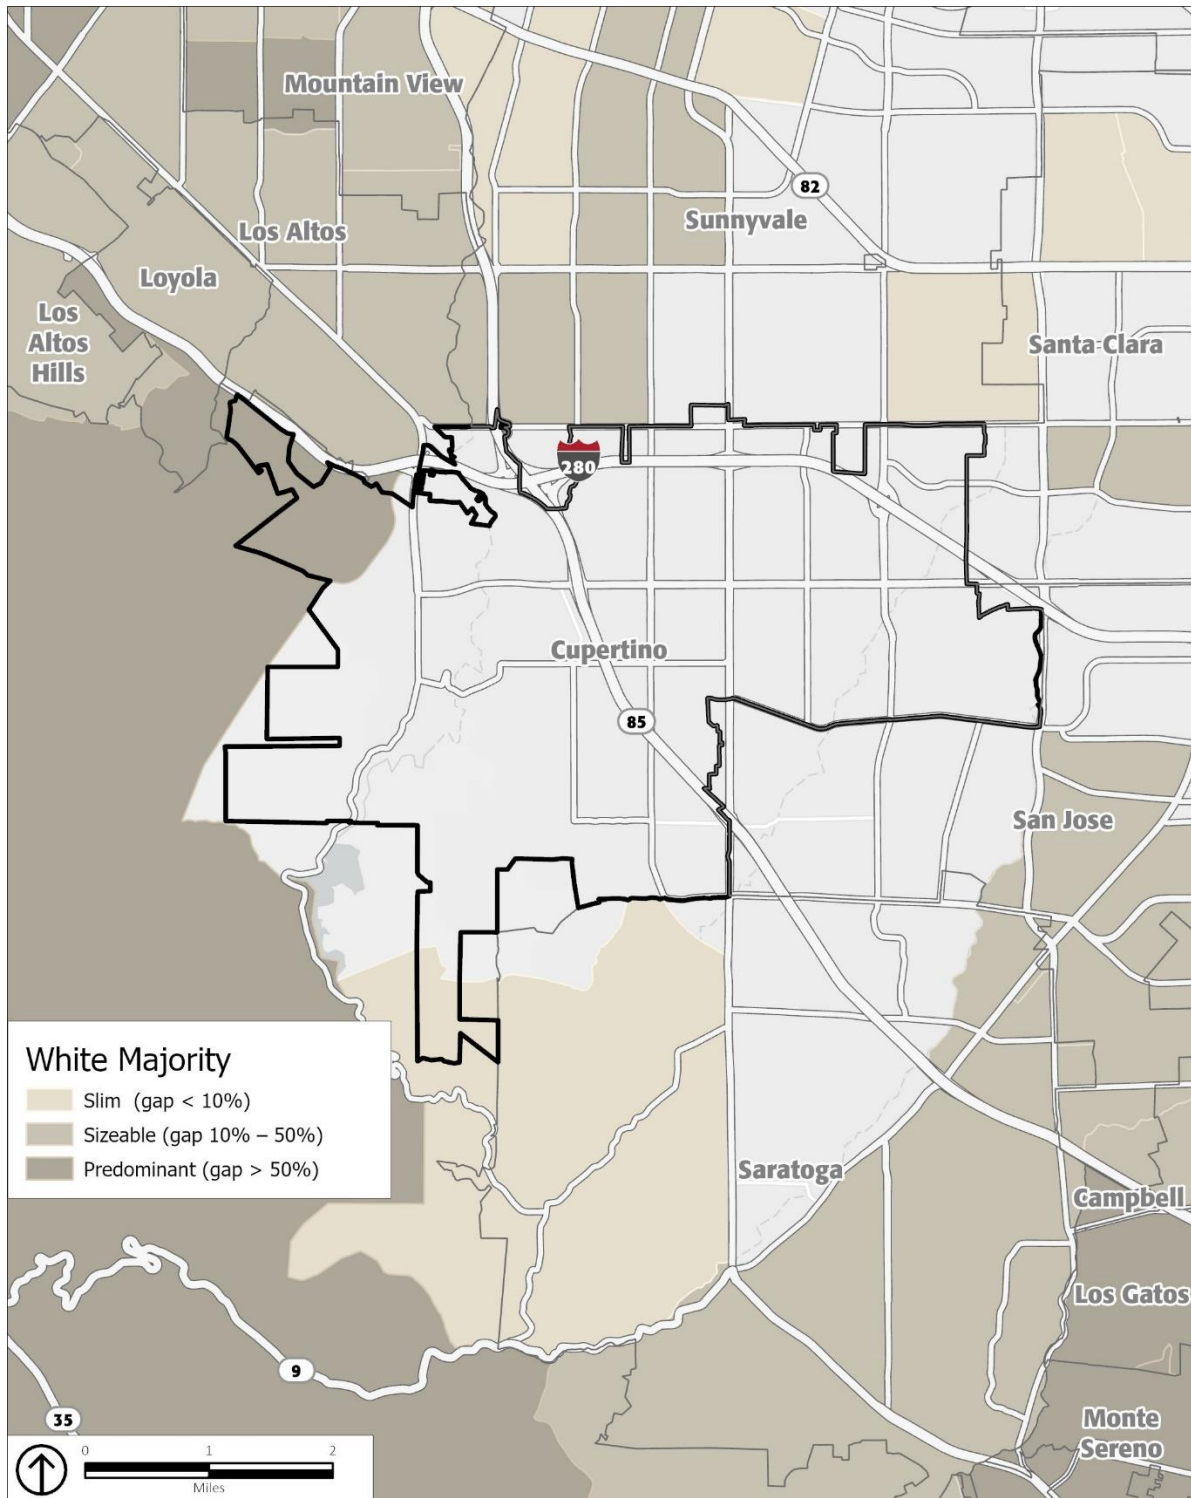 Mountain View
82
Sunnyvale
Los Altos
Loyola
Los
Altos
Hills
Santa Clara
280
Cupertino
85
San Jose
White Majority
Slim (gap < 10%)
Sizeable (gap 10% – 50%)
Predominant (gap > 50%)
Saratoga
Campbell
Los Gatos
9
35
Monte
Sereno
0 1 2
Miles